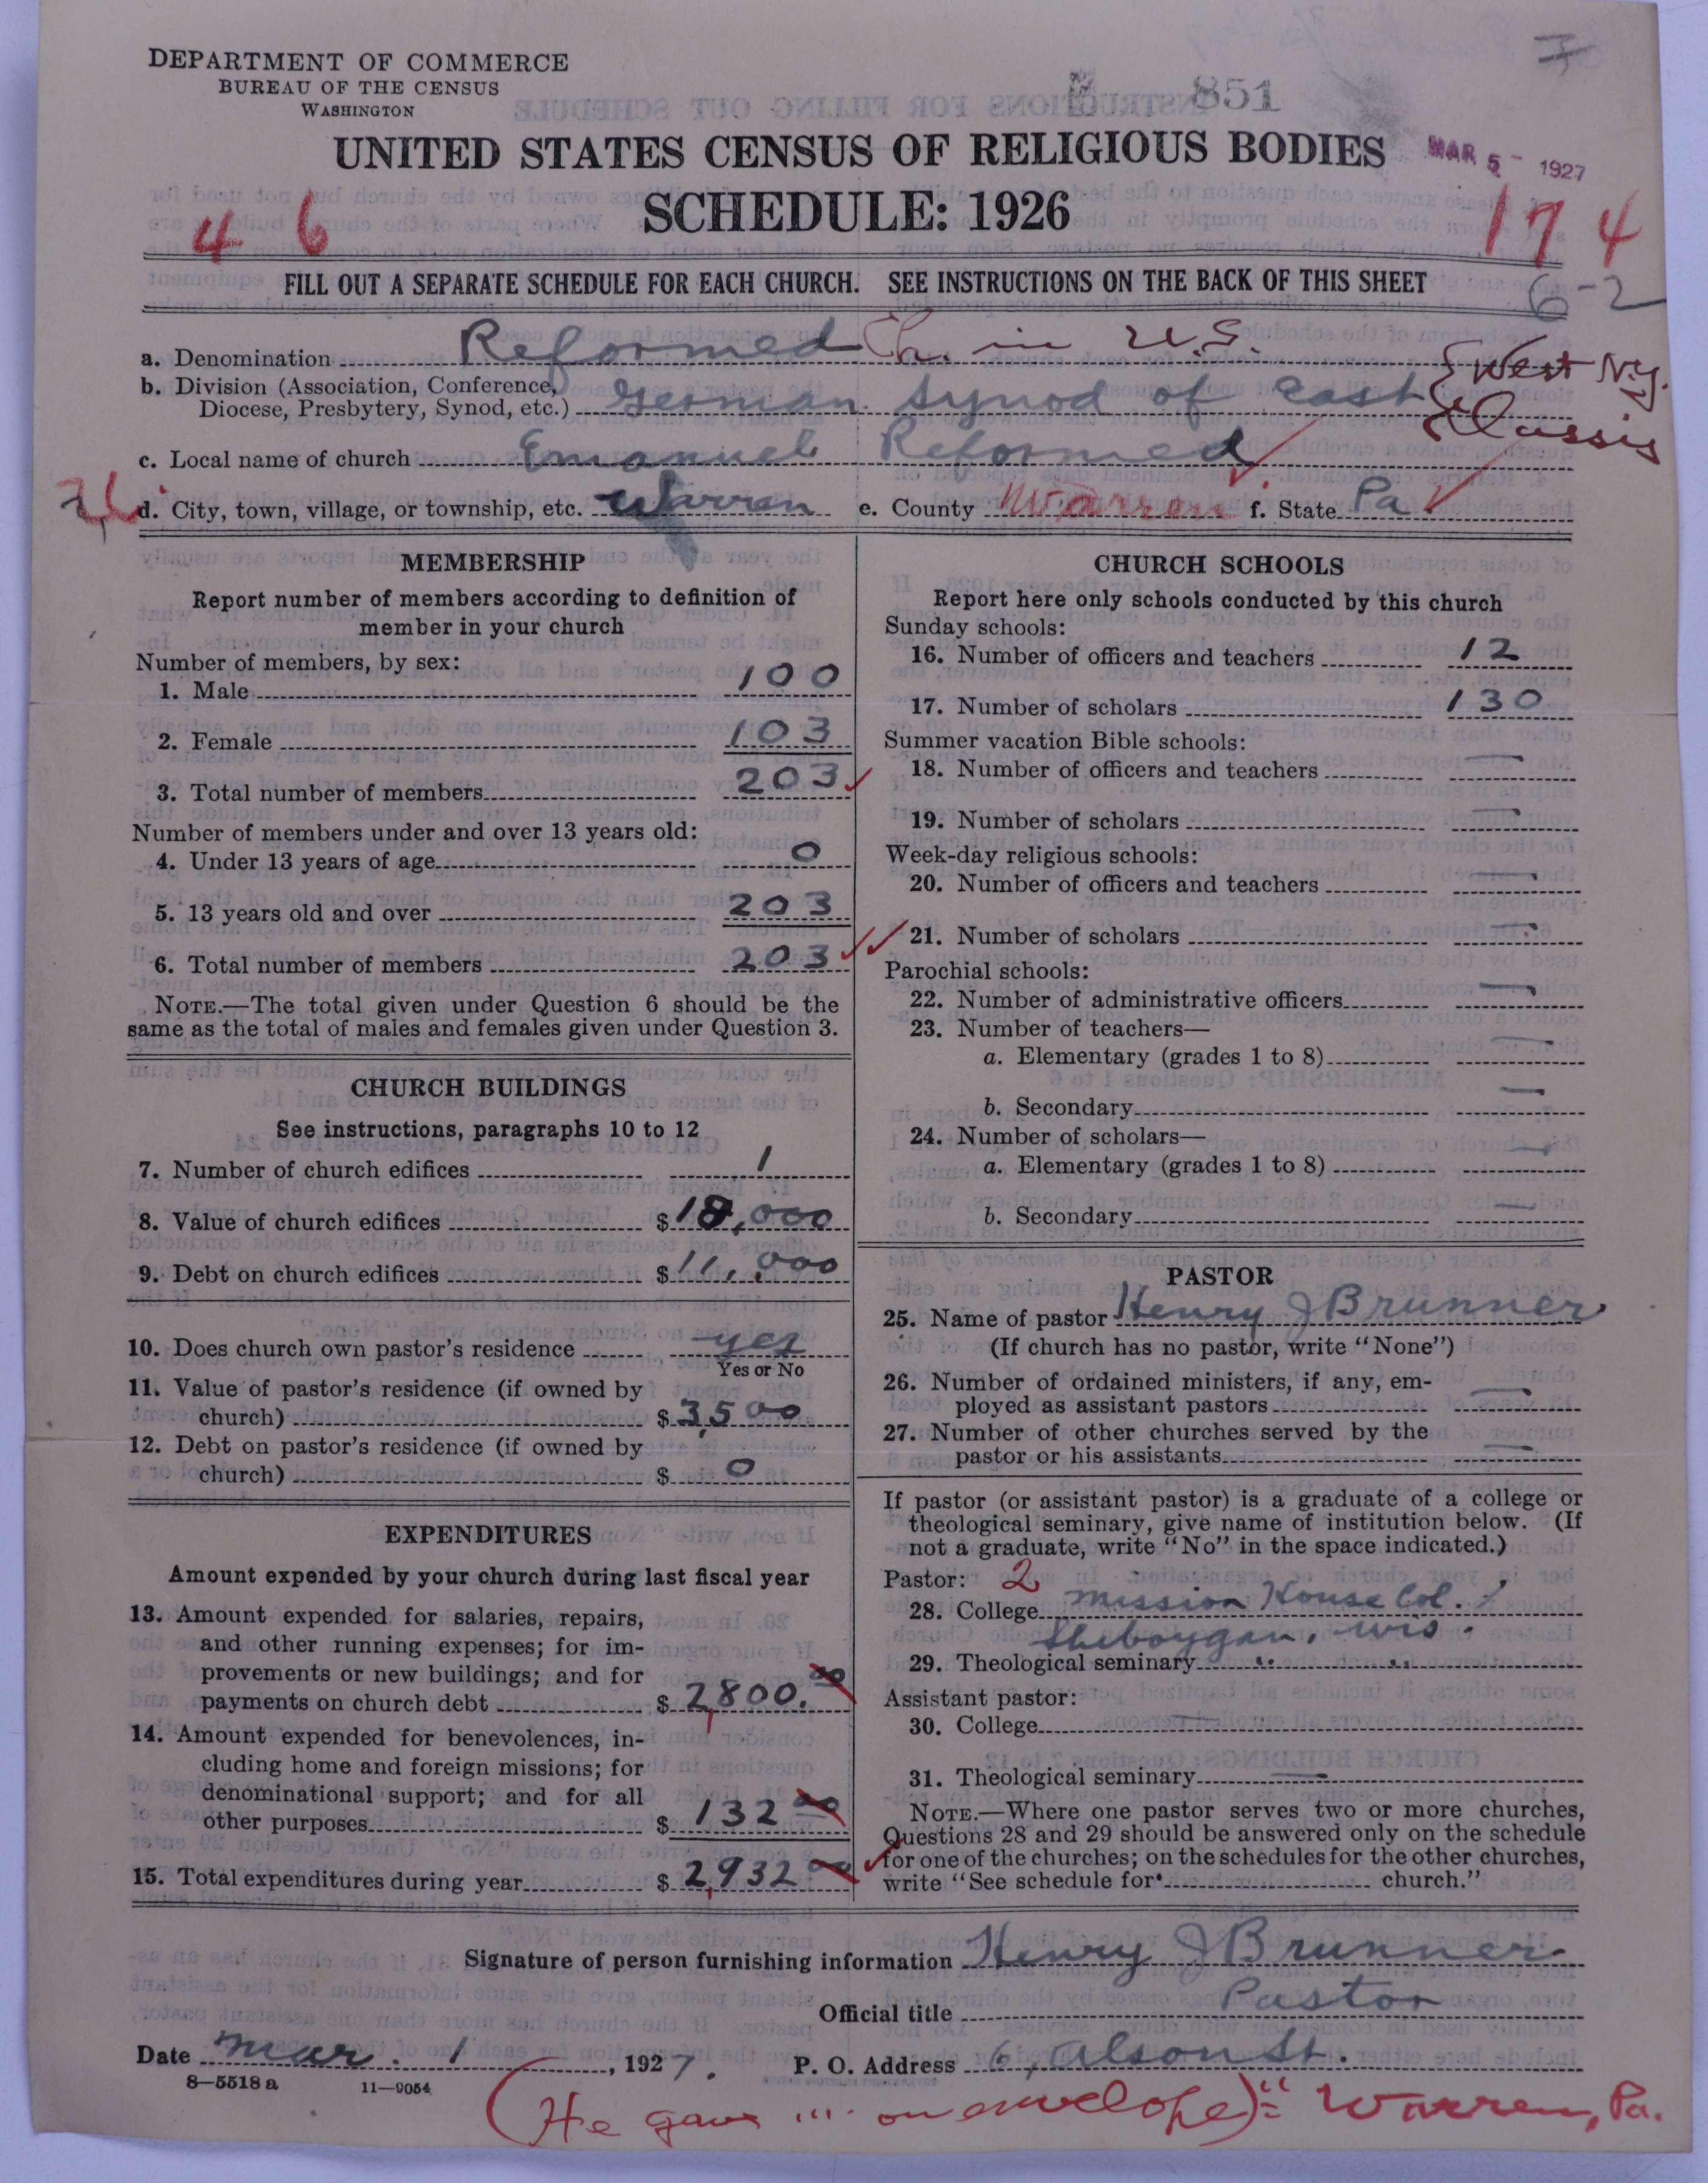 DEPARTMENT OF COMMERCE
BUREAU OF THE CENSUS
WASHINGTON
851
UNITED STATES CENSUS OF RELIGIOUS BODIES
MAR 5 - 1927
SCHEDULE: 1926
4 6
174
FILL OUT A SEPARATE SCHEDULE FOR EACH CHURCH. SEE INSTRUCTIONS ON THE BACK OF THIS SHEET
6-2
a. Denomination Reformed Ch. in U.S.
b. Division (Association, Conference, Diocese, Presbytery, Synod, etc.) German Synod of East { West N.Y. Classis
c. Local name of church Emanuel Reformed
d. City, town, village, or township, etc. Warren e. County Warren f. State Pa
MEMBERSHIP
Report number of members according to definition of
member in your church
Number of members, by sex:
1. Male 100
2. Female 103
3. Total number of members 203
Number of members under and over 13 years old:
4. Under 13 years of age 0
5. 13 years old and over 203
6. Total number of members 203
NOTE.—The total given under Question 6 should be the
same as the total of males and females given under Question 3.
CHURCH BUILDINGS
See instructions, paragraphs 10 to 12
7. Number of church edifices 1
8. Value of church edifices $ 18,000
9. Debt on church edifices $ 11,000
10. Does church own pastor's residence yes
Yes or No
11. Value of pastor's residence (if owned by
church) $ 3,500
12. Debt on pastor's residence (if owned by
church) $ 0
EXPENDITURES
Amount expended by your church during last fiscal year
13. Amount expended for salaries, repairs,
and other running expenses; for im-
provements or new buildings; and for
payments on church debt $ 2,800.00
14. Amount expended for benevolences, in-
cluding home and foreign missions; for
denominational support; and for all
other purposes $ 132 00
15. Total expenditures during year $ 2,932 00
CHURCH SCHOOLS
Report here only schools conducted by this church
Sunday schools:
16. Number of officers and teachers 12
17. Number of scholars 130
Summer vacation Bible schools:
18. Number of officers and teachers —
19. Number of scholars —
Week-day religious schools:
20. Number of officers and teachers —
21. Number of scholars —
Parochial schools:
22. Number of administrative officers —
23. Number of teachers—
a. Elementary (grades 1 to 8) —
b. Secondary —
24. Number of scholars—
a. Elementary (grades 1 to 8) —
b. Secondary —
PASTOR
25. Name of pastor Henry J Brunner
(If church has no pastor, write "None")
26. Number of ordained ministers, if any, em-
ployed as assistant pastors —
27. Number of other churches served by the
pastor or his assistants —
If pastor (or assistant pastor) is a graduate of a college or
theological seminary, give name of institution below. (If
not a graduate, write "No" in the space indicated.)
Pastor: 2
28. College Mission House Col.
Sheboygan, Wis.
29. Theological seminary " "
Assistant pastor:
30. College —
31. Theological seminary —
NOTE.—Where one pastor serves two or more churches,
Questions 28 and 29 should be answered only on the schedule
for one of the churches; on the schedules for the other churches,
write "See schedule for church."
Signature of person furnishing information Henry J Brunner
Official title Pastor
Date Mar. 1, 1927. P. O. Address 6, Alson St.
8—5518 a 11—9054
(He gave "" on envelope) = Warren, Pa.